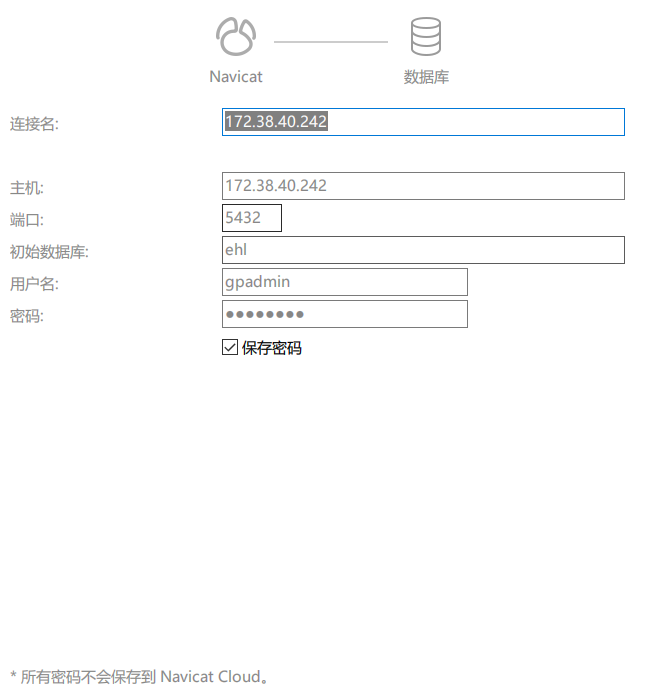 Navicat
数据库
连接名: 172.38.40.242
主机: 172.38.40.242
端口: 5432
初始数据库: ehl
用户名: gpadmin
密码: ●●●●●●●●
保存密码
* 所有密码不会保存到 Navicat Cloud。